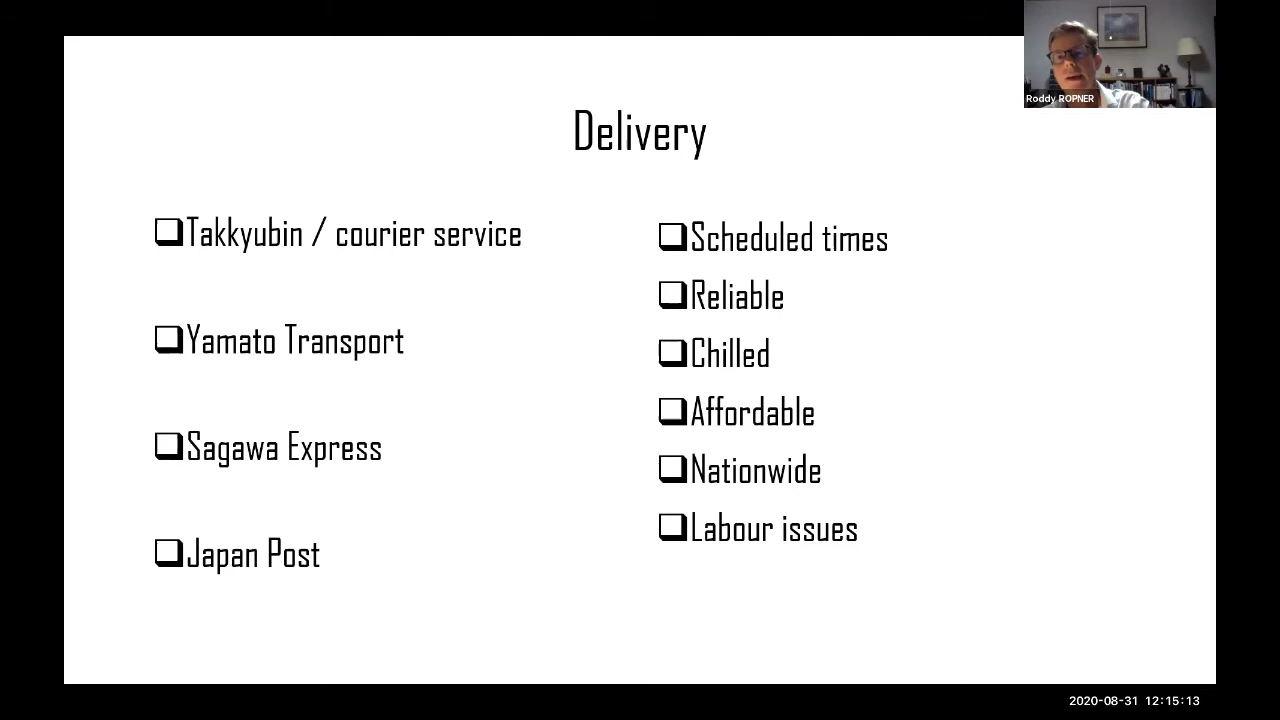 Roddy ROPNER
Delivery
Takkyubin / courier service
Yamato Transport
Sagawa Express
Japan Post
Scheduled times
Reliable
Chilled
Affordable
Nationwide
Labour issues
2020-08-31 12:15:13